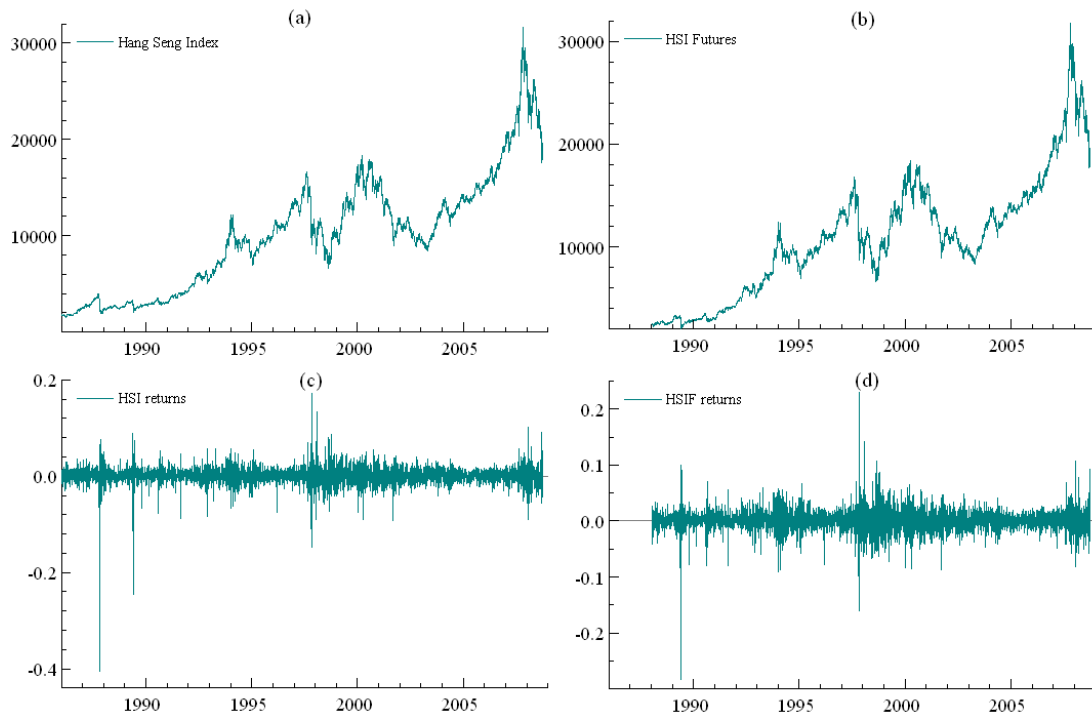 (a)
Hang Seng Index
30000
20000
10000
1990 1995 2000 2005
(b)
HSI Futures
30000
20000
10000
1990 1995 2000 2005
(c)
HSI returns
0.2
0.0
-0.2
-0.4
1990 1995 2000 2005
(d)
HSIF returns
0.2
0.1
0.0
-0.1
-0.2
1990 1995 2000 2005